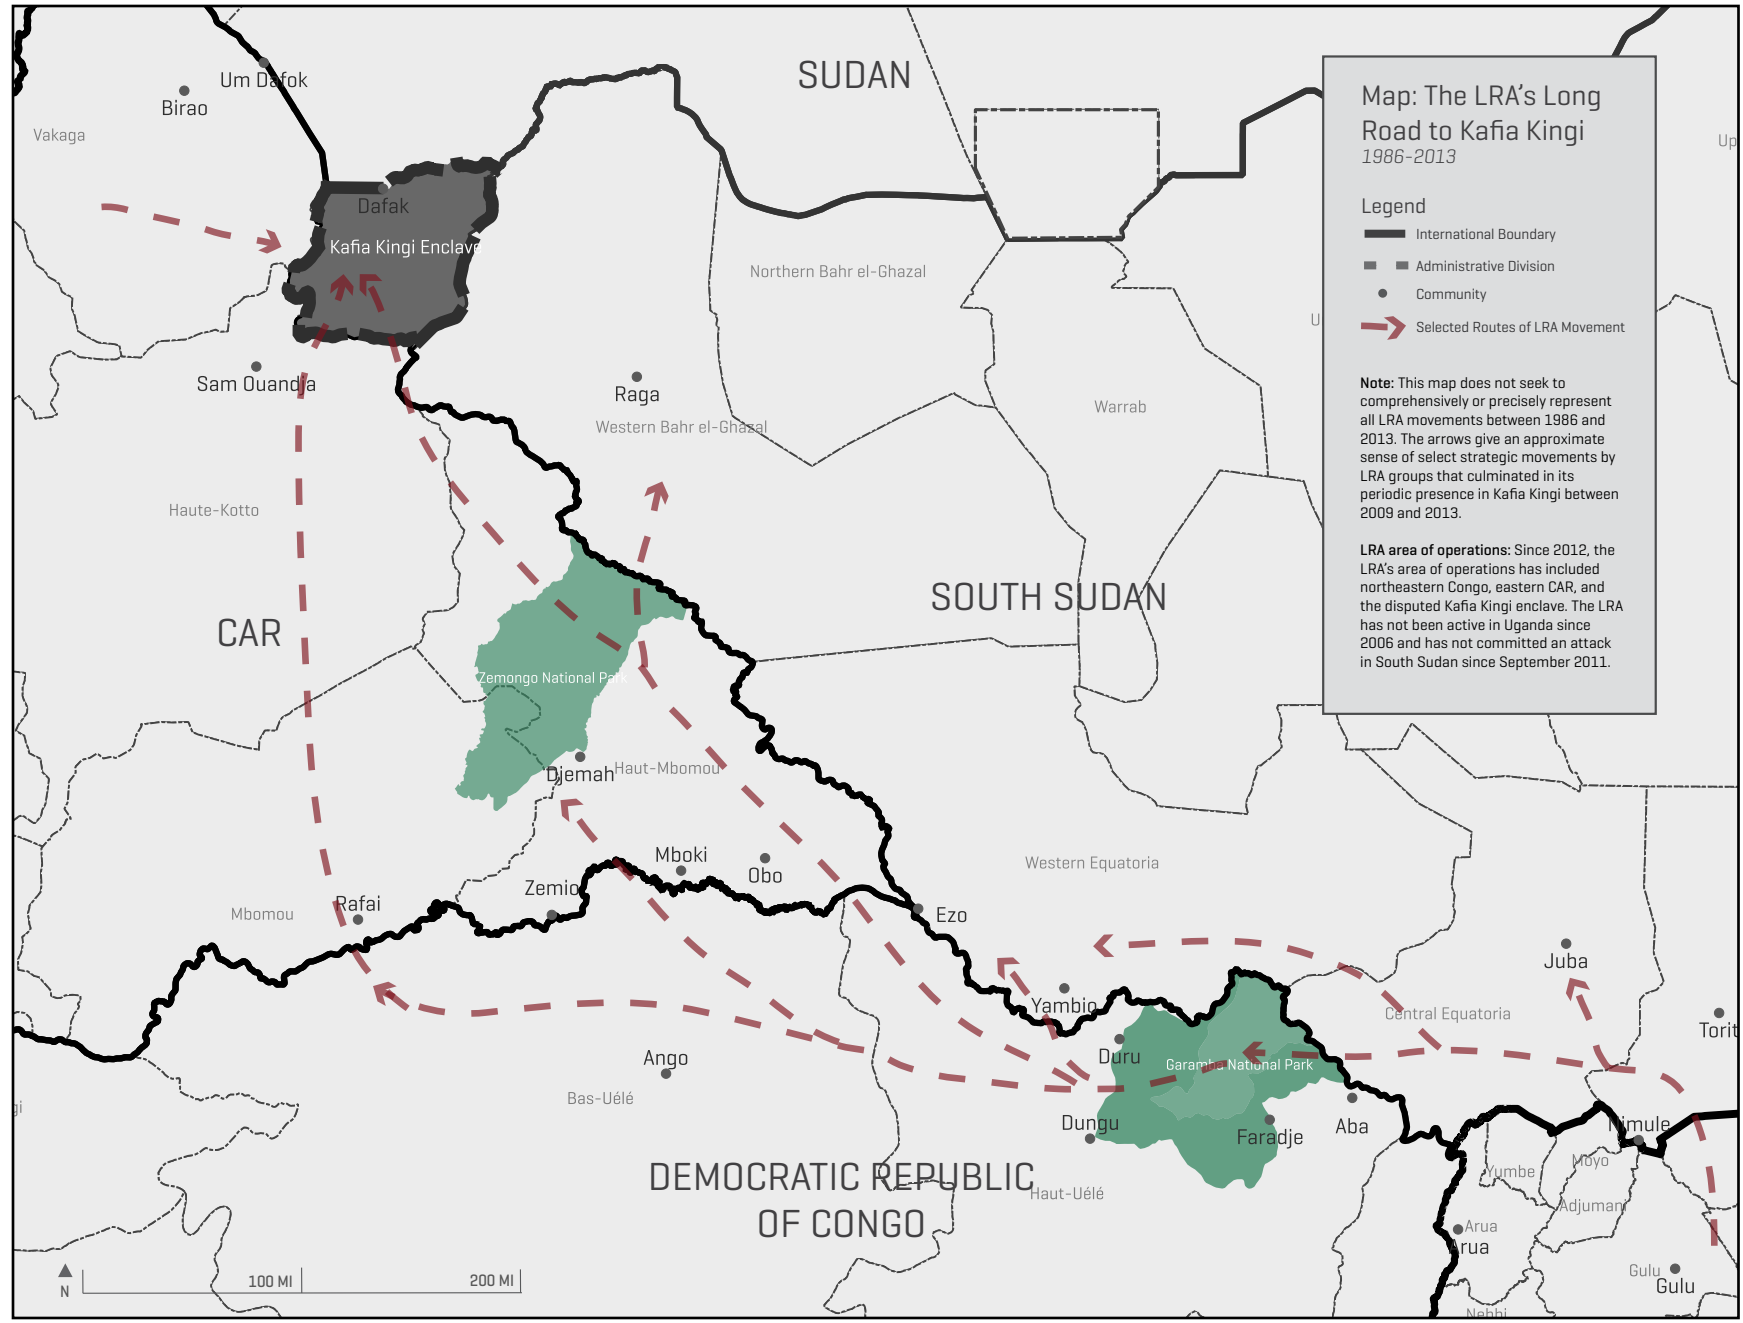 SUDAN
Um Dafok
Birao
Vakaga
Dafak
Kafia Kingi Enclave
Northern Bahr el-Ghazal
Sam Ouandja
Raga
Western Bahr el-Ghazal
Warrab
Haute-Kotto
SOUTH SUDAN
CAR
Zemongo National Park
Djemah
Haut-Mbomou
Mboki
Obo
Western Equatoria
Zemio
Rafai
Mbomou
Ezo
Juba
Yambio
Central Equatoria
Torit
Duru
Ango
Garamba National Park
Bas-Uélé
Dungu
Faradje
Aba
Nimule
Moyo
Yumbe
DEMOCRATIC REPUBLIC
OF CONGO
Haut-Uélé
Adjumani
Arua
Arua
Gulu
Gulu
Nebbi
gi
Up
U
N
100 MI
200 MI
Map: The LRA's Long
Road to Kafia Kingi
1986-2013
Legend
International Boundary
Administrative Division
Community
Selected Routes of LRA Movement
Note: This map does not seek to
comprehensively or precisely represent
all LRA movements between 1986 and
2013. The arrows give an approximate
sense of select strategic movements by
LRA groups that culminated in its
periodic presence in Kafia Kingi between
2009 and 2013.
LRA area of operations: Since 2012, the
LRA's area of operations has included
northeastern Congo, eastern CAR, and
the disputed Kafia Kingi enclave. The LRA
has not been active in Uganda since
2006 and has not committed an attack
in South Sudan since September 2011.